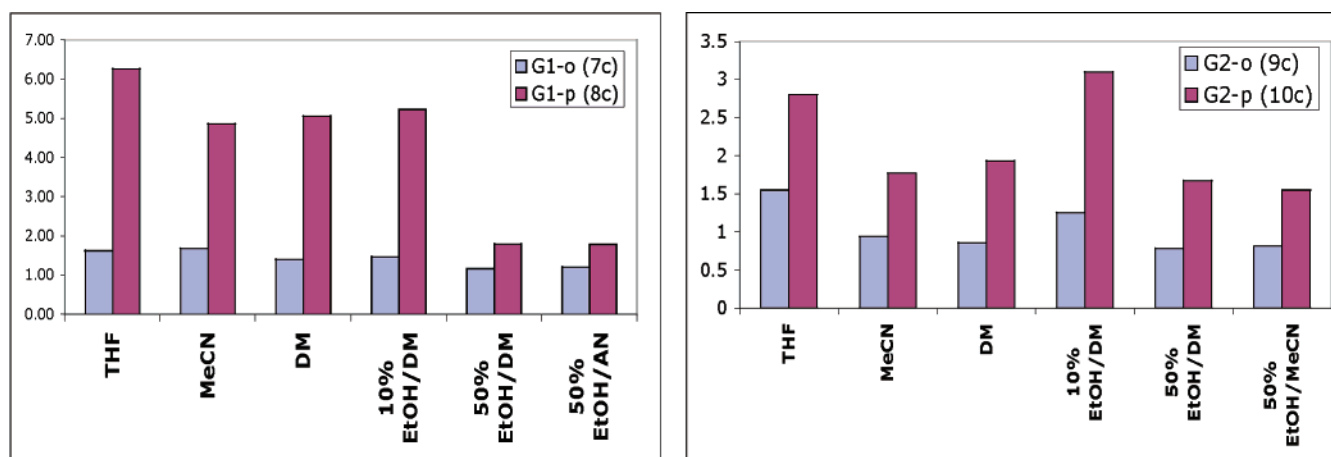 7.00
6.00
5.00
4.00
3.00
2.00
1.00
0.00
G1-o (7c)
G1-p (8c)
THF
MeCN
DM
10%
EtOH/DM
50%
EtOH/DM
50%
EtOH/AN
3.5
3
2.5
2
1.5
1
0.5
0
G2-o (9c)
G2-p (10c)
THF
MeCN
DM
10%
EtOH/DM
50%
EtOH/DM
50%
EtOH/MeCN